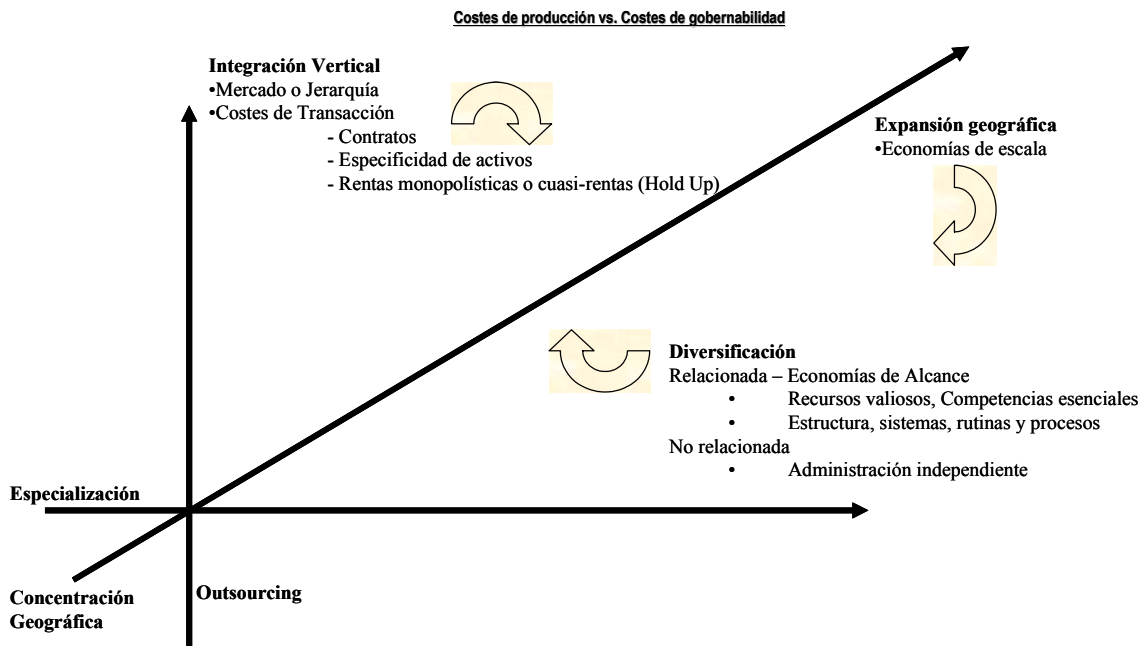 Costes de producción vs. Costes de gobernabilidad
Integración Vertical
•Mercado o Jerarquía
•Costes de Transacción
- Contratos
- Especificidad de activos
- Rentas monopolísticas o cuasi-rentas (Hold Up)
Expansión geográfica
•Economías de escala
Diversificación
Relacionada – Economías de Alcance
• Recursos valiosos, Competencias esenciales
• Estructura, sistemas, rutinas y procesos
No relacionada
• Administración independiente
Especialización
Outsourcing
Concentración
Geográfica